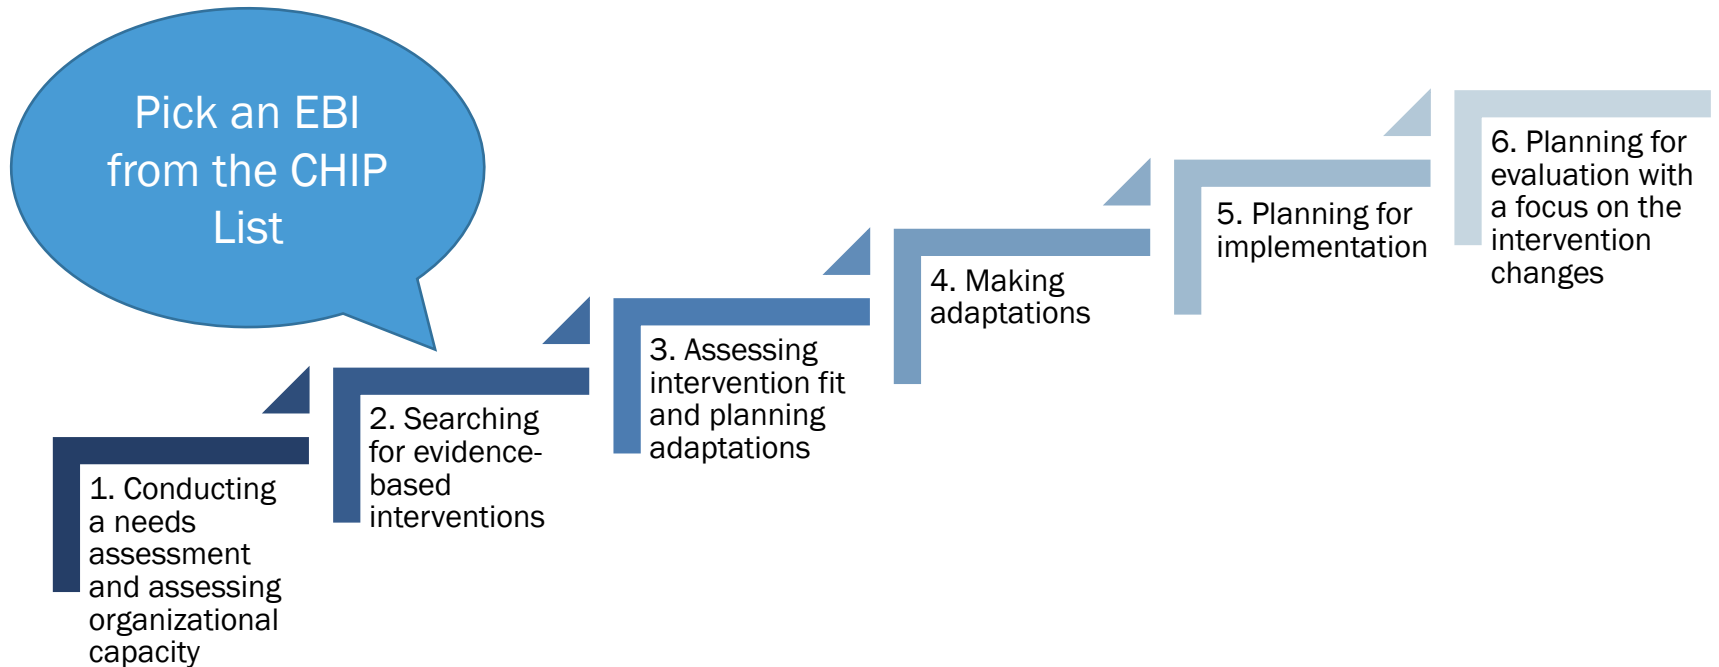 Pick an EBI
from the CHIP
List
1. Conducting
a needs
assessment
and assessing
organizational
capacity
2. Searching
for evidence-
based
interventions
3. Assessing
intervention fit
and planning
adaptations
4. Making
adaptations
5. Planning for
implementation
6. Planning for
evaluation with
a focus on the
intervention
changes